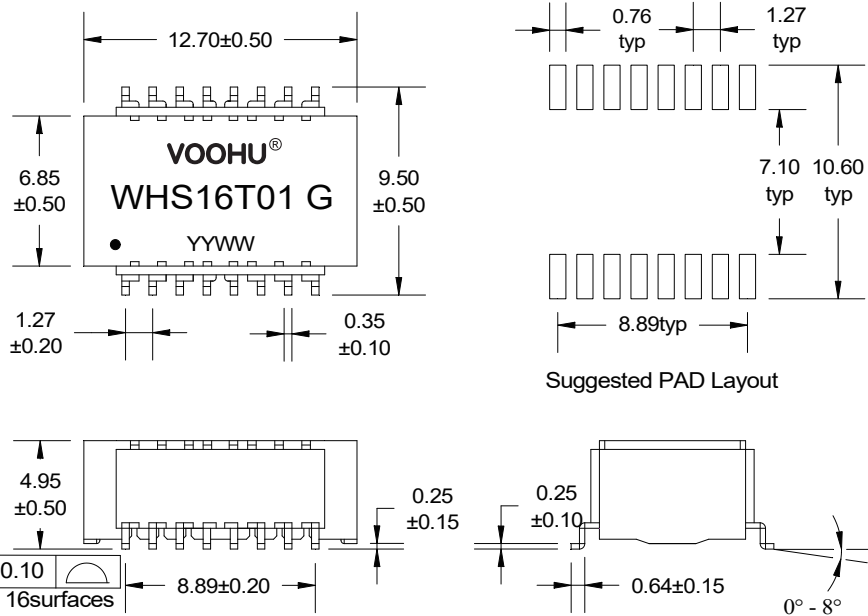 12.70±0.50
0.76
typ
1.27
typ
VOOHU®
WHS16T01 G
YYWW
6.85
±0.50
9.50
±0.50
7.10
typ
10.60
typ
1.27
±0.20
0.35
±0.10
8.89typ
Suggested PAD Layout
4.95
±0.50
0.25
±0.15
0.25
±0.10
0.10
16surfaces
8.89±0.20
0.64±0.15
0° - 8°